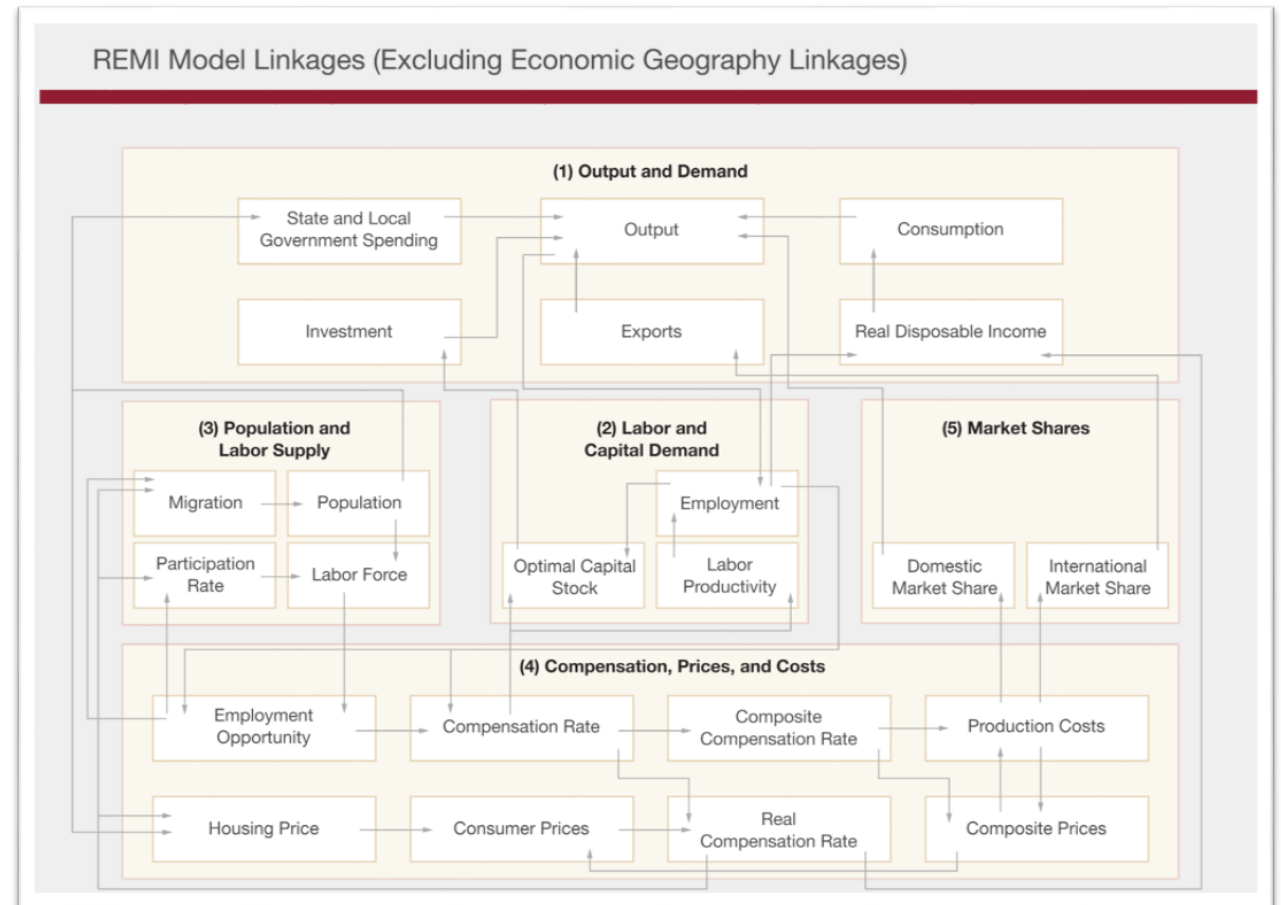 REMI Model Linkages (Excluding Economic Geography Linkages)
(1) Output and Demand
State and Local
Government Spending
Output
Consumption
Investment
Exports
Real Disposable Income
(3) Population and
Labor Supply
Migration
Population
Participation
Rate
Labor Force
(2) Labor and
Capital Demand
Employment
Optimal Capital
Stock
Labor
Productivity
(5) Market Shares
Domestic
Market Share
International
Market Share
(4) Compensation, Prices, and Costs
Employment
Opportunity
Compensation Rate
Composite
Compensation Rate
Production Costs
Housing Price
Consumer Prices
Real
Compensation Rate
Composite Prices